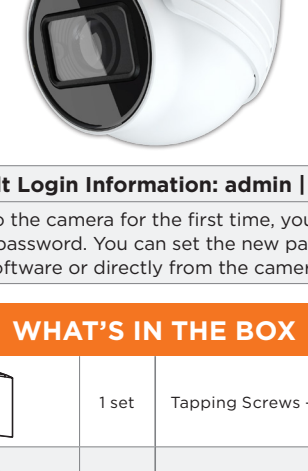 lt Login Information: admin |
o the camera for the first time, you
password. You can set the new pa
oftware or directly from the camer
WHAT'S IN THE BOX
1 set
Tapping Screws -